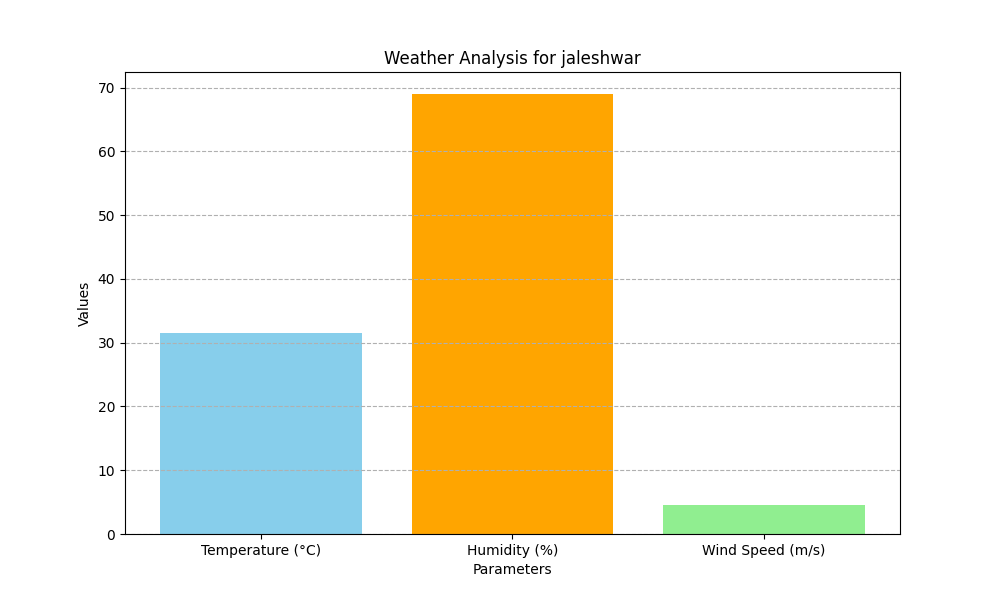 Weather Analysis for jaleshwar
70
60
50
40
30
20
10
0
Values
Temperature (°C)
Humidity (%)
Wind Speed (m/s)
Parameters